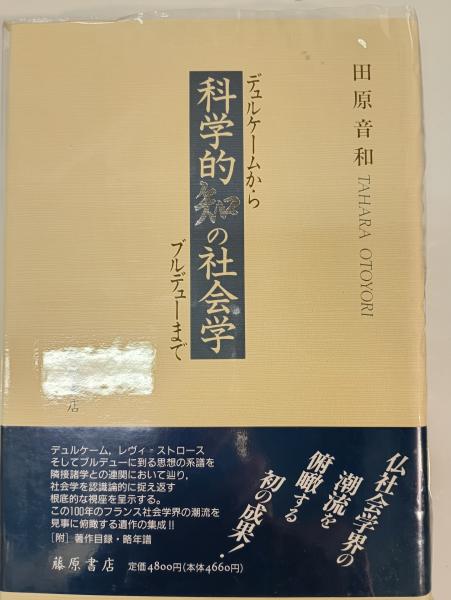 田原音和
TAHARA OTOYORI
デュルケームから
科学的知の社会学
ブルデューまで
店
仏社会学界の
潮流を
俯瞰する
初の成果!
デュルケーム,レヴィ=ストロース
そしてブルデューに到る思想の系譜を
隣接諸学との連関において辿り,
社会学を認識論的に捉え返す
根底的な視座を呈示する。
この100年のフランス社会学界の潮流を
見事に俯瞰する遺作の集成!!
[附]著作目録・略年譜
藤原書店 定価4800円(本体4660円)